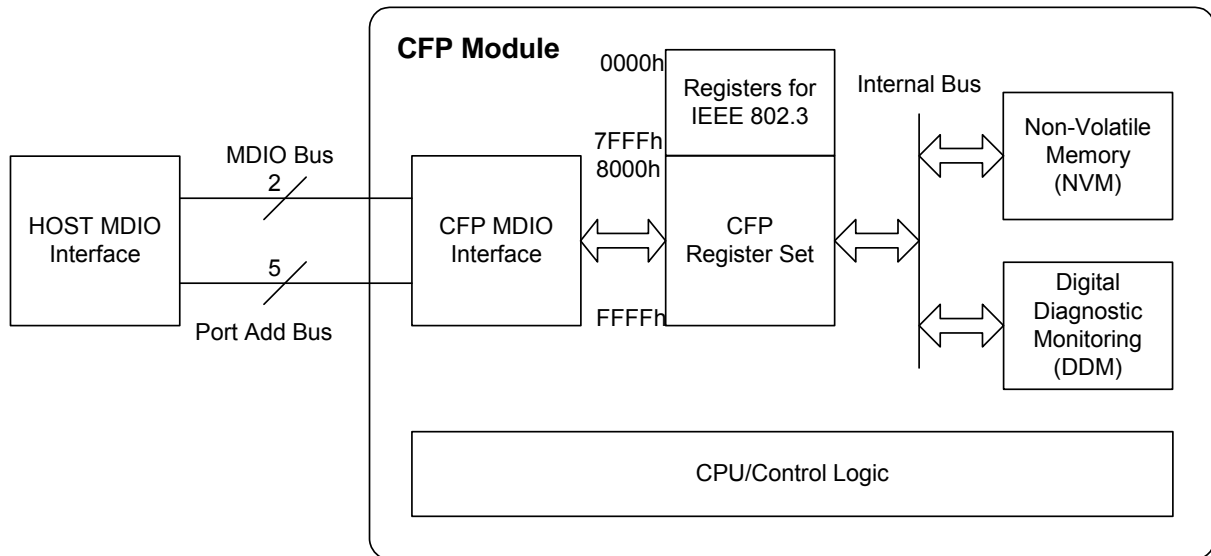 CFP Module
0000h
Registers for
IEEE 802.3
7FFFh
8000h
Internal Bus
Non-Volatile
Memory
(NVM)
MDIO Bus
2
HOST MDIO
Interface
5
Port Add Bus
CFP MDIO
Interface
CFP
Register Set
FFFFh
Digital
Diagnostic
Monitoring
(DDM)
CPU/Control Logic